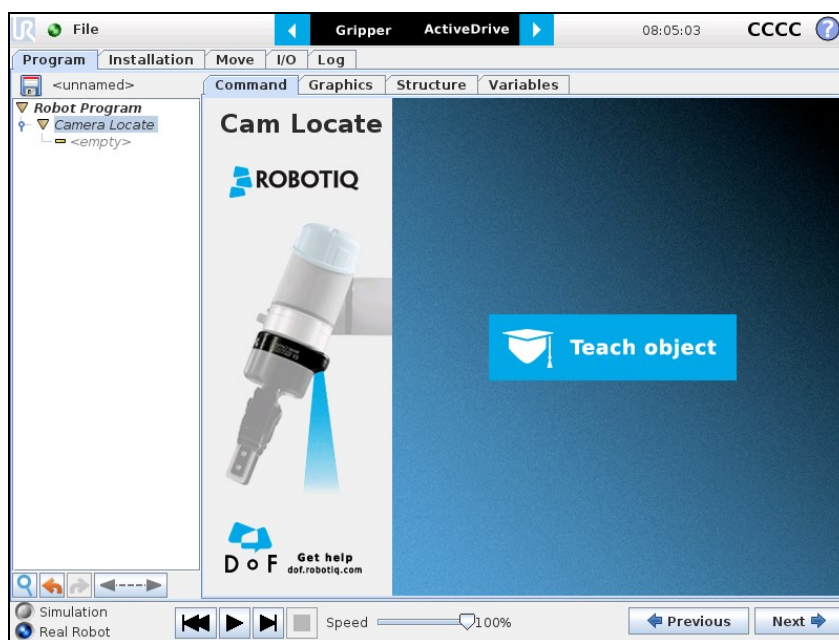 File
Gripper ActiveDrive
08:05:03
CCCC
?
Program Installation Move I/O Log
<unnamed>
Command Graphics Structure Variables
Robot Program
Camera Locate
<empty>
Cam Locate
ROBOTIQ
Teach object
DoF
Get help
dof.robotiq.com
Simulation
Real Robot
Speed 100%
Previous Next